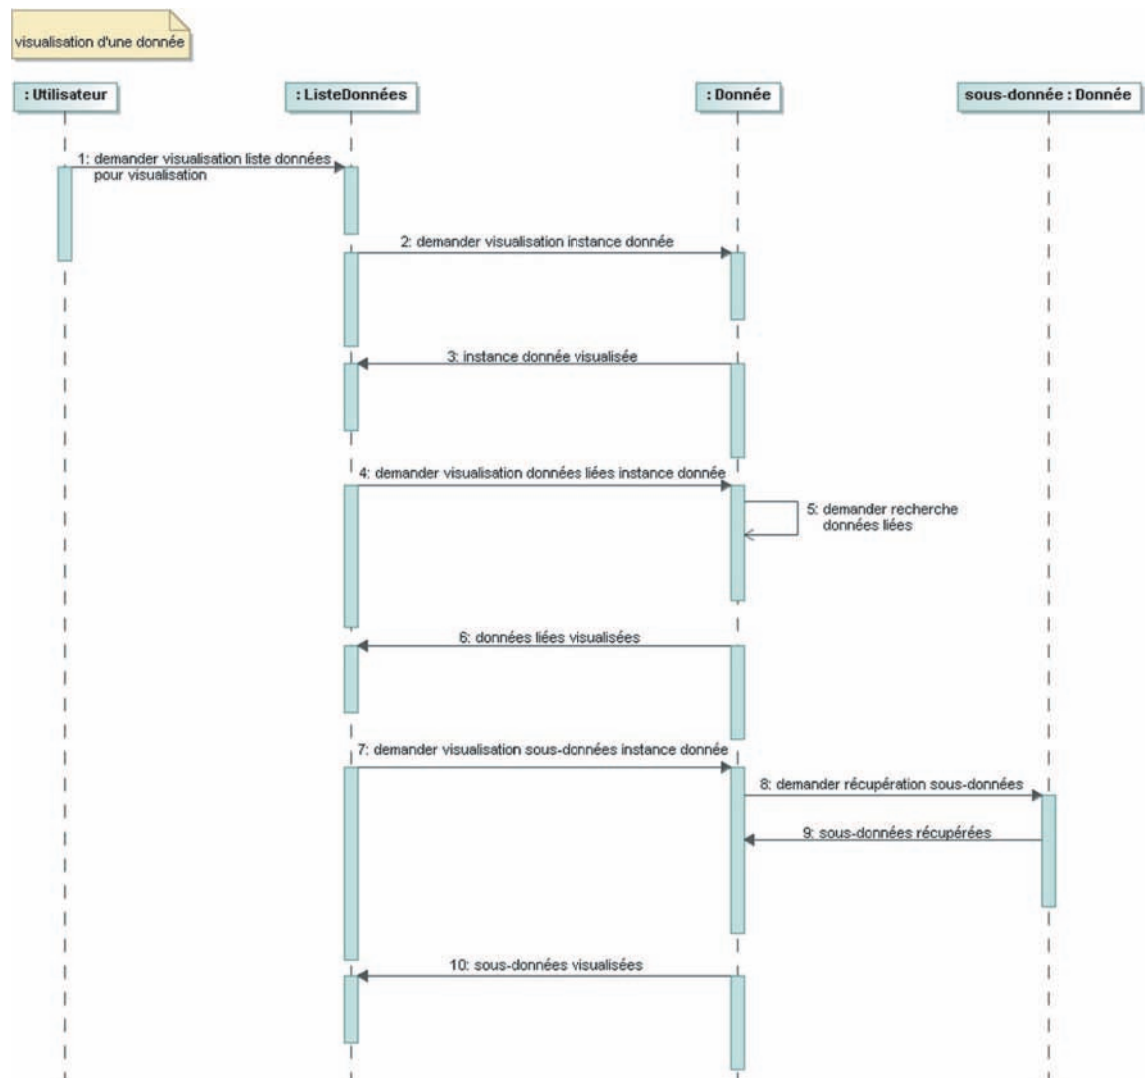 visualisation d'une donnée
: Utilisateur
: ListeDonnées
: Donnée
sous-donnée : Donnée
1: demander visualisation liste données
pour visualisation
2: demander visualisation instance donnée
3: instance donnée visualisée
4: demander visualisation données liées instance donnée
5: demander recherche
données liées
6: données liées visualisées
7: demander visualisation sous-données instance donnée
8: demander récupération sous-données
9: sous-données récupérées
10: sous-données visualisées